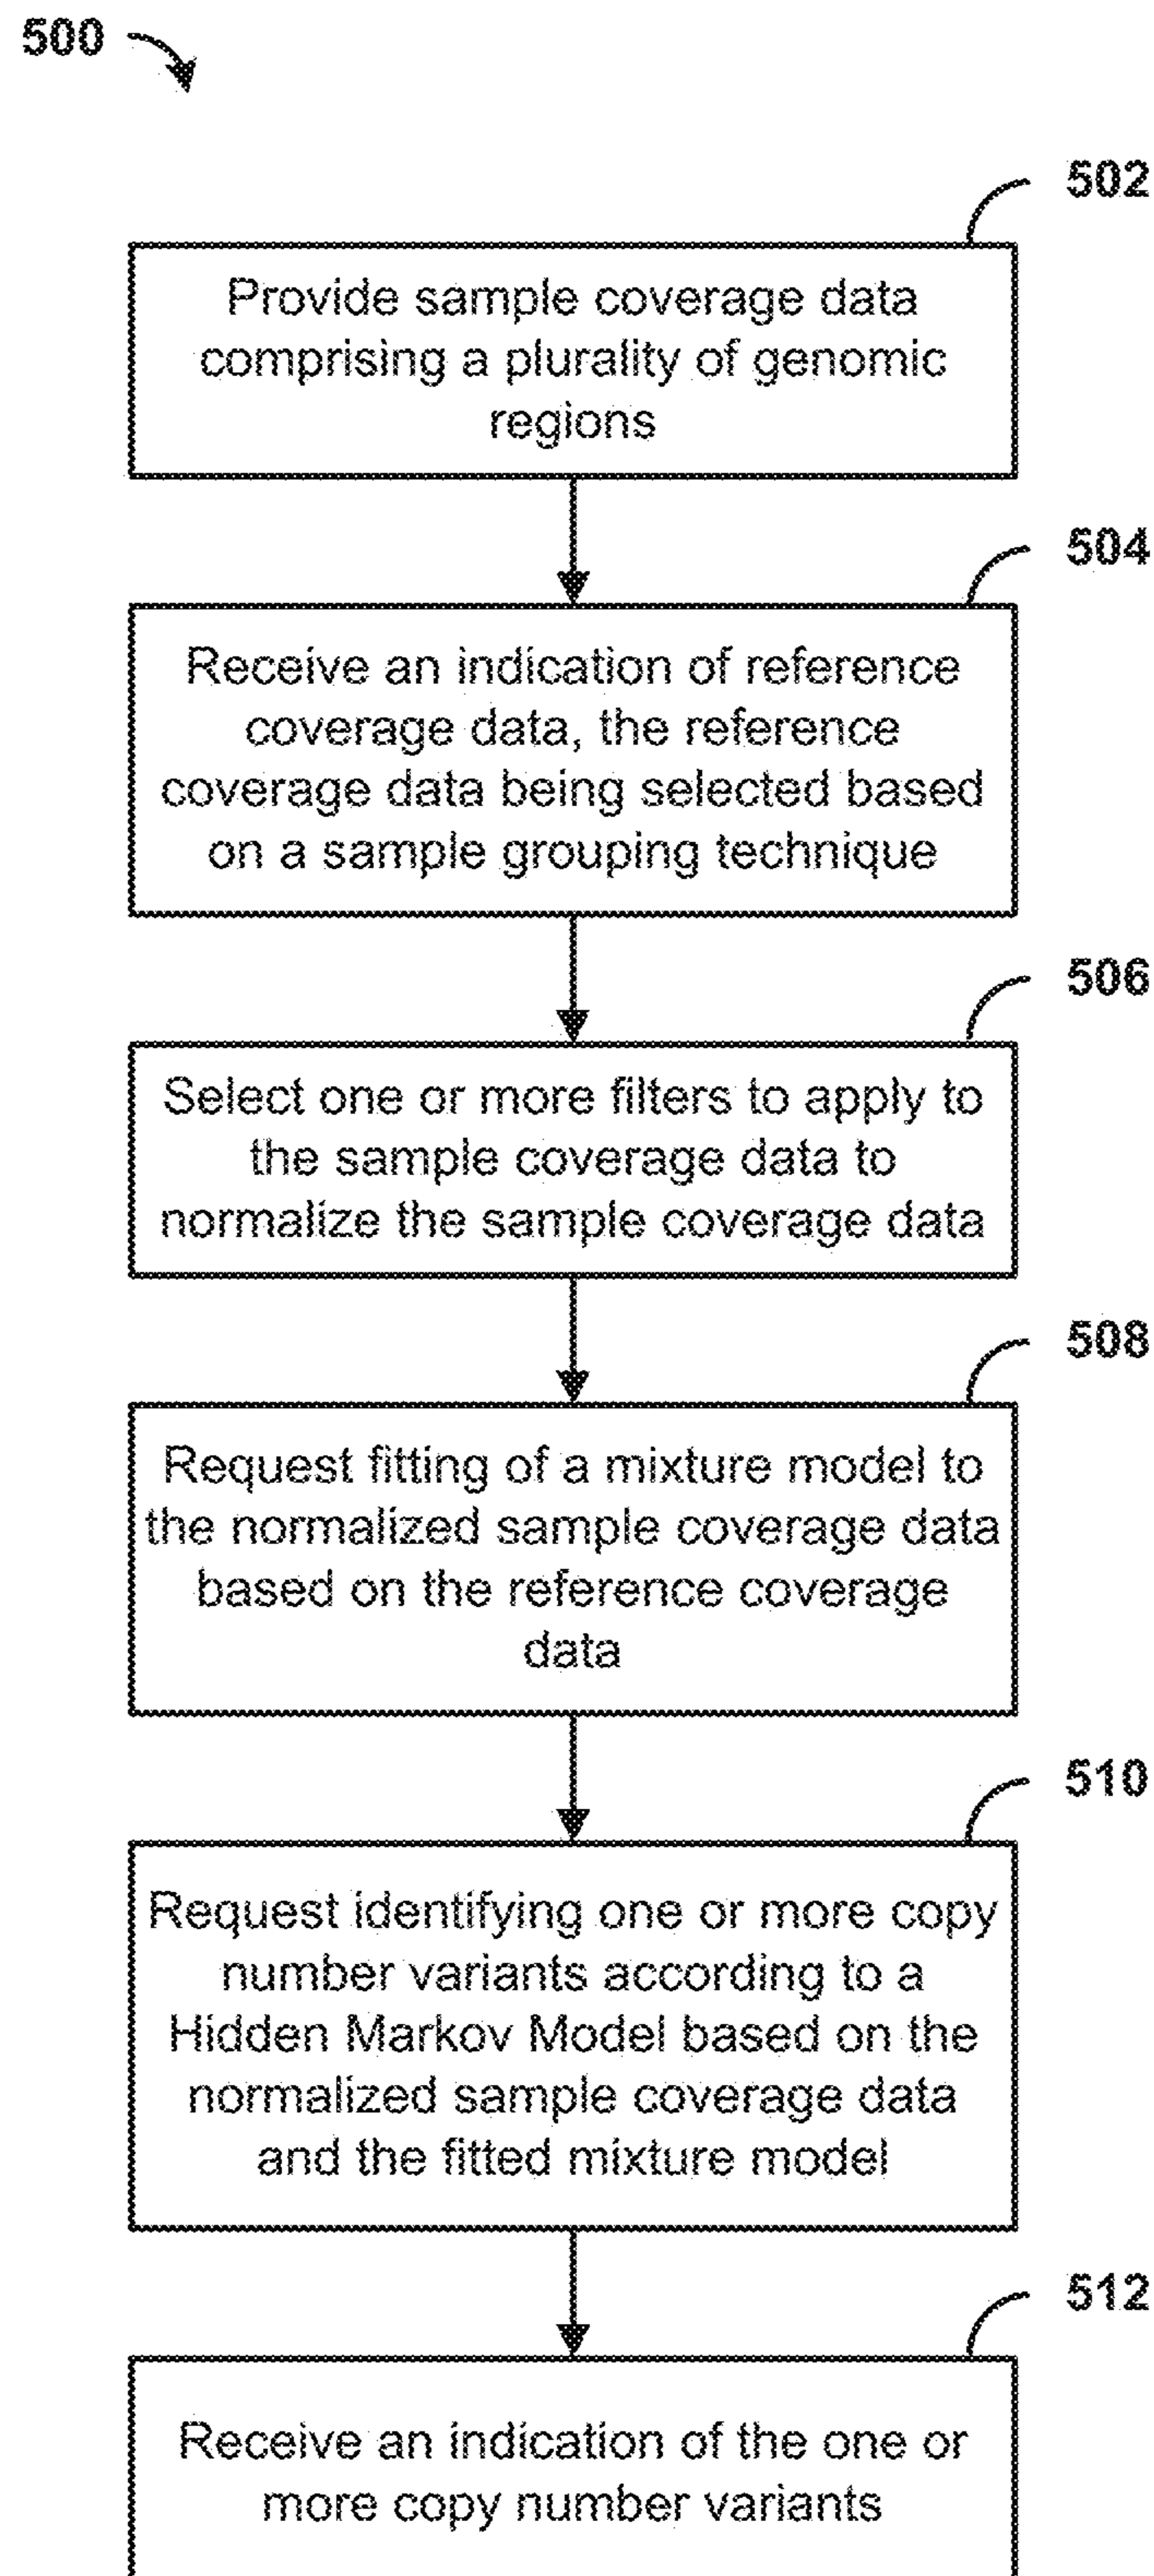 500
502
Provide sample coverage data
comprising a plurality of genomic
regions
504
Receive an indication of reference
coverage data, the reference
coverage data being selected based
on a sample grouping technique
506
Select one or more filters to apply to
the sample coverage data to
normalize the sample coverage data
508
Request fitting of a mixture model to
the normalized sample coverage data
based on the reference coverage
data
510
Request identifying one or more copy
number variants according to a
Hidden Markov Model based on the
normalized sample coverage data
and the fitted mixture model
512
Receive an indication of the one or
more copy number variants